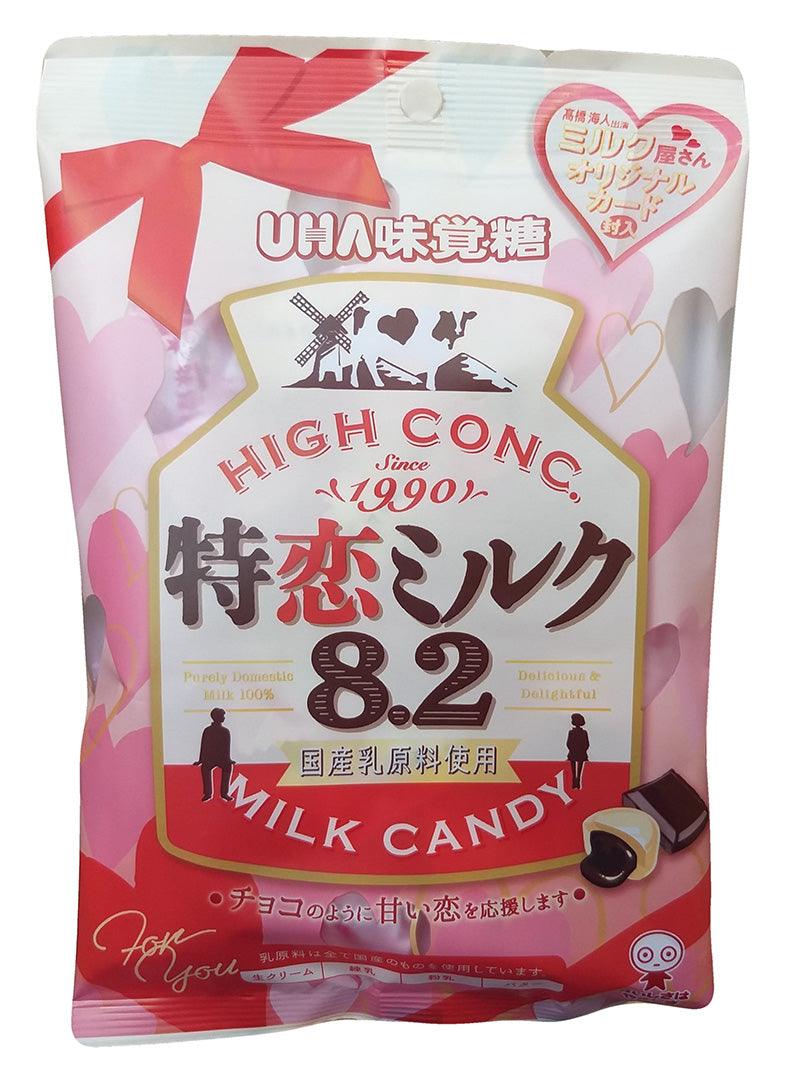 髙橋海人出演
ミルク屋さん
オリジナル
カード
封入
UHA味覚糖
HIGH CONC.
Since
1990
特恋ミルク
8.2
Purely Domestic
Milk 100%
Delicious &
Delightful
国産乳原料使用
MILK CANDY
•チョコのように甘い恋を応援します•
For
you
乳原料は全て国産のものを使用しています。
生クリーム 練乳 粉乳 バター